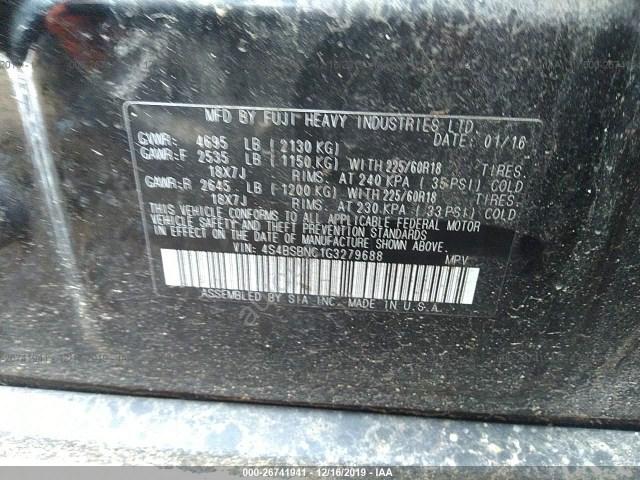 MFD BY FUJI HEAVY INDUSTRIES LTD.
GVWR: 4695 LB (2130 KG) DATE: 01/16
GAWR:F 2535 LB (1150 KG) WITH 225/60R18 TIRES.
18X7J RIMS. AT 240 KPA (35 PSI) COLD
GAWR:R 2645 LB (1200 KG) WITH 225/60R18 TIRES.
18X7J RIMS. AT 230 KPA (33 PSI) COLD
THIS VEHICLE CONFORMS TO ALL APPLICABLE FEDERAL MOTOR
VEHICLE SAFETY AND THEFT PREVENTION STANDARDS
IN EFFECT ON THE DATE OF MANUFACTURE SHOWN ABOVE.
VIN: 4S4BSBNC1G3279688 MPV
ASSEMBLED BY SIA, INC. MADE IN U.S.A.
000-26741941 - 12/16/2019 - IAA